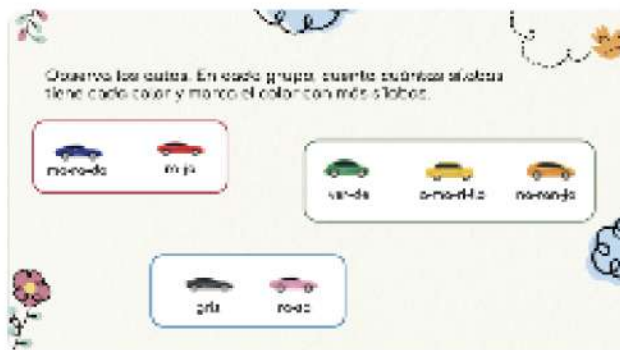 Observa los autos. En cada grupo, cuenta cuántas sílabas
tiene cada color y marca el color con más sílabas.
mo-ra-do
ro-jo
ver-de
a-ma-ri-llo
na-ran-ja
gris
ro-sa